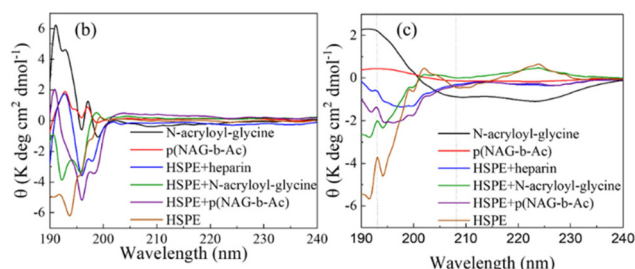 (b)
(c)
6
4
2
0
-2
-4
-6
θ (K deg cm² dmol⁻¹)
N-acryloyl-glycine
p(NAG-b-Ac)
HSPE+heparin
HSPE+N-acryloyl-glycine
HSPE+p(NAG-b-Ac)
HSPE
190 200 210 220 230 240
Wavelength (nm)
4
2
0
-2
-4
-6
θ (K deg cm² dmol⁻¹)
N-acryloyl-glycine
p(NAG-b-Ac)
HSPE+heparin
HSPE+N-acryloyl-glycine
HSPE+p(NAG-b-Ac)
HSPE
190 200 210 220 230 240
Wavelength (nm)